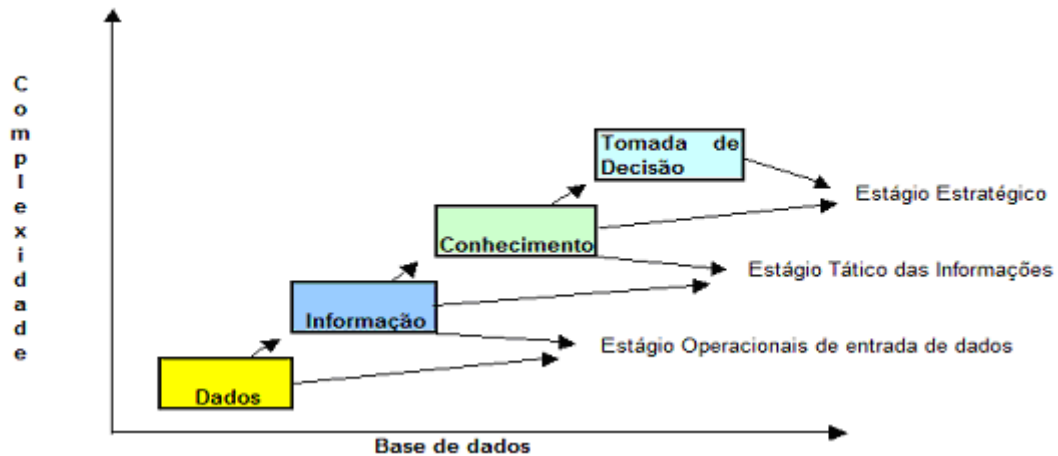 Complexidade
Tomada de
Decisão
Estágio Estratégico
Conhecimento
Estágio Tático das Informações
Informação
Estágio Operacionais de entrada de dados
Dados
Base de dados